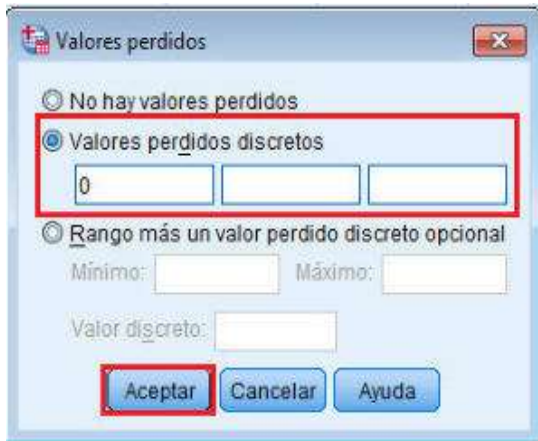 Valores perdidos
No hay valores perdidos
Valores perdidos discretos
0
Rango más un valor perdido discreto opcional
Mínimo: Máximo:
Valor discreto:
Aceptar Cancelar Ayuda